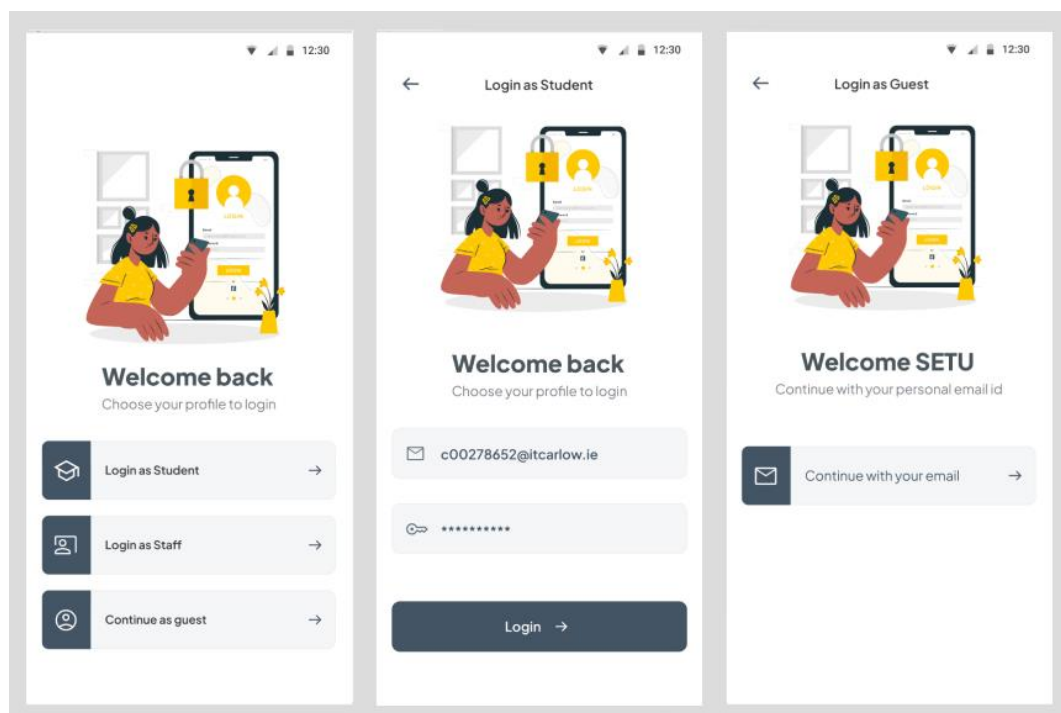 12:30
Welcome back
Choose your profile to login
Login as Student
Login as Staff
Continue as guest
12:30
Login as Student
Welcome back
Choose your profile to login
c00278652@itcarlow.ie
**********
Login
12:30
Login as Guest
Welcome SETU
Continue with your personal email id
Continue with your email